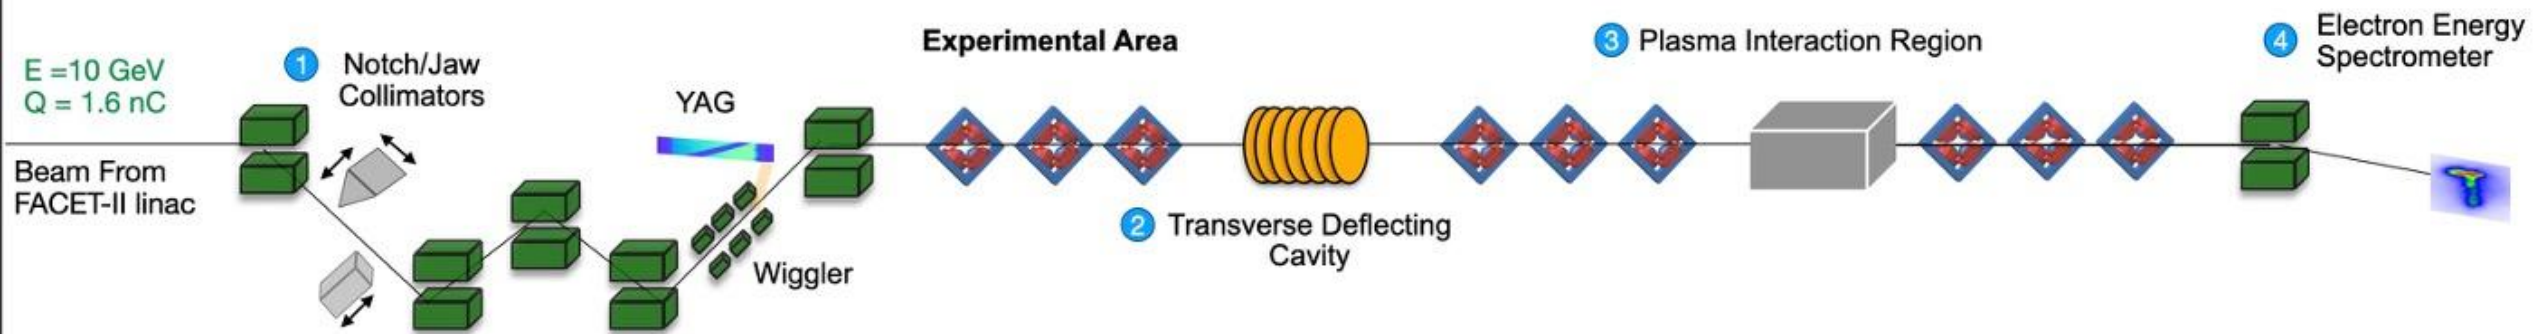 E =10 GeV
Q = 1.6 nC
Beam From
FACET-II linac
1
Notch/Jaw
Collimators
YAG
Wiggler
Experimental Area
2 Transverse Deflecting
Cavity
3 Plasma Interaction Region
4 Electron Energy
Spectrometer